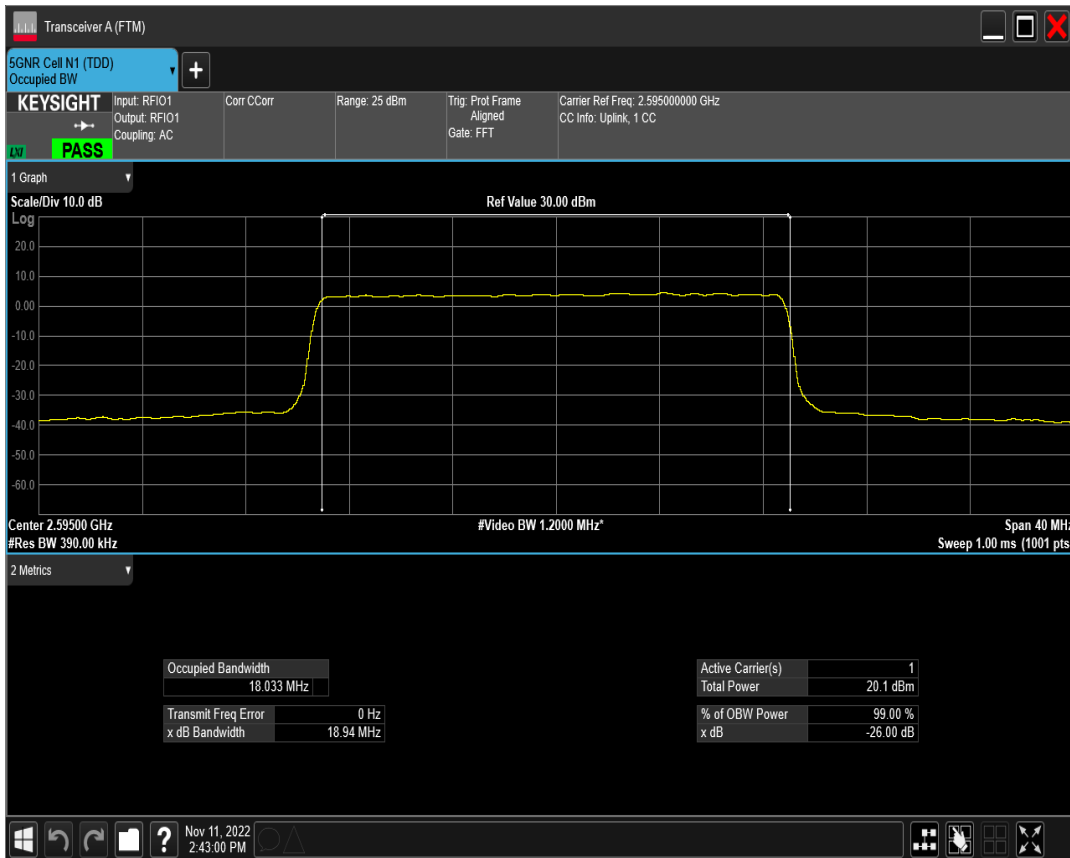 Transceiver A (FTM)
5GNR Cell N1 (TDD)
Occupied BW
+
KEYSIGHT
LXI
PASS
Input: RFIO1
Output: RFIO1
Coupling: AC
Corr CCorr
Range: 25 dBm
Trig: Prot Frame
Aligned
Gate: FFT
Carrier Ref Freq: 2.595000000 GHz
CC Info: Uplink, 1 CC
1 Graph
Scale/Div 10.0 dB
Ref Value 30.00 dBm
Log
20.0
10.0
0.00
-10.0
-20.0
-30.0
-40.0
-50.0
-60.0
Center 2.59500 GHz
#Video BW 1.2000 MHz*
Span 40 MHz
#Res BW 390.00 kHz
Sweep 1.00 ms (1001 pts
2 Metrics
Occupied Bandwidth
18.033 MHz
Transmit Freq Error 0 Hz
x dB Bandwidth 18.94 MHz
Active Carrier(s) 1
Total Power 20.1 dBm
% of OBW Power 99.00 %
x dB -26.00 dB
?
Nov 11, 2022
2:43:00 PM